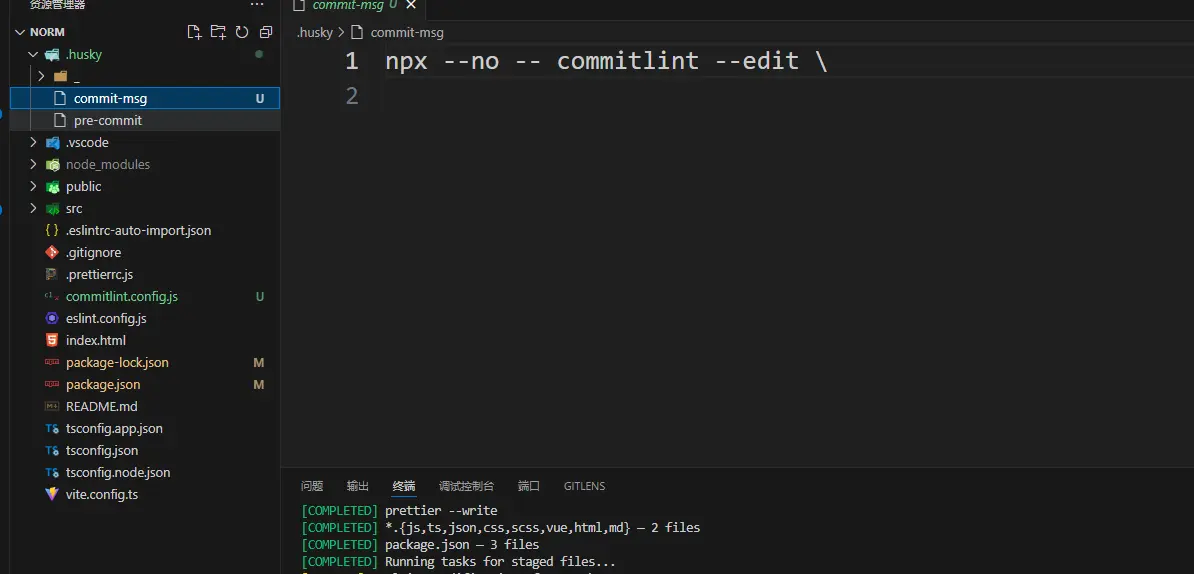 资源管理器
NORM
.husky
_
commit-msg U
pre-commit
.vscode
node_modules
public
src
.eslintrc-auto-import.json
.gitignore
.prettierrc.js
commitlint.config.js U
eslint.config.js
index.html
package-lock.json M
package.json M
README.md
tsconfig.app.json
tsconfig.json
tsconfig.node.json
vite.config.ts
commit-msg U
.husky > commit-msg
1 npx --no -- commitlint --edit \
2
问题 输出 终端 调试控制台 端口 GITLENS
[COMPLETED] prettier --write
[COMPLETED] *.{js,ts,json,css,scss,vue,html,md} — 2 files
[COMPLETED] package.json — 3 files
[COMPLETED] Running tasks for staged files...